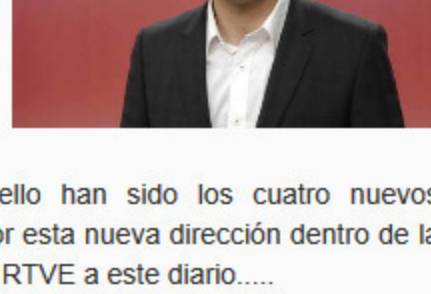 ello han sido los cuatro nuevos
or esta nueva dirección dentro de la
RTVE a este diario.....